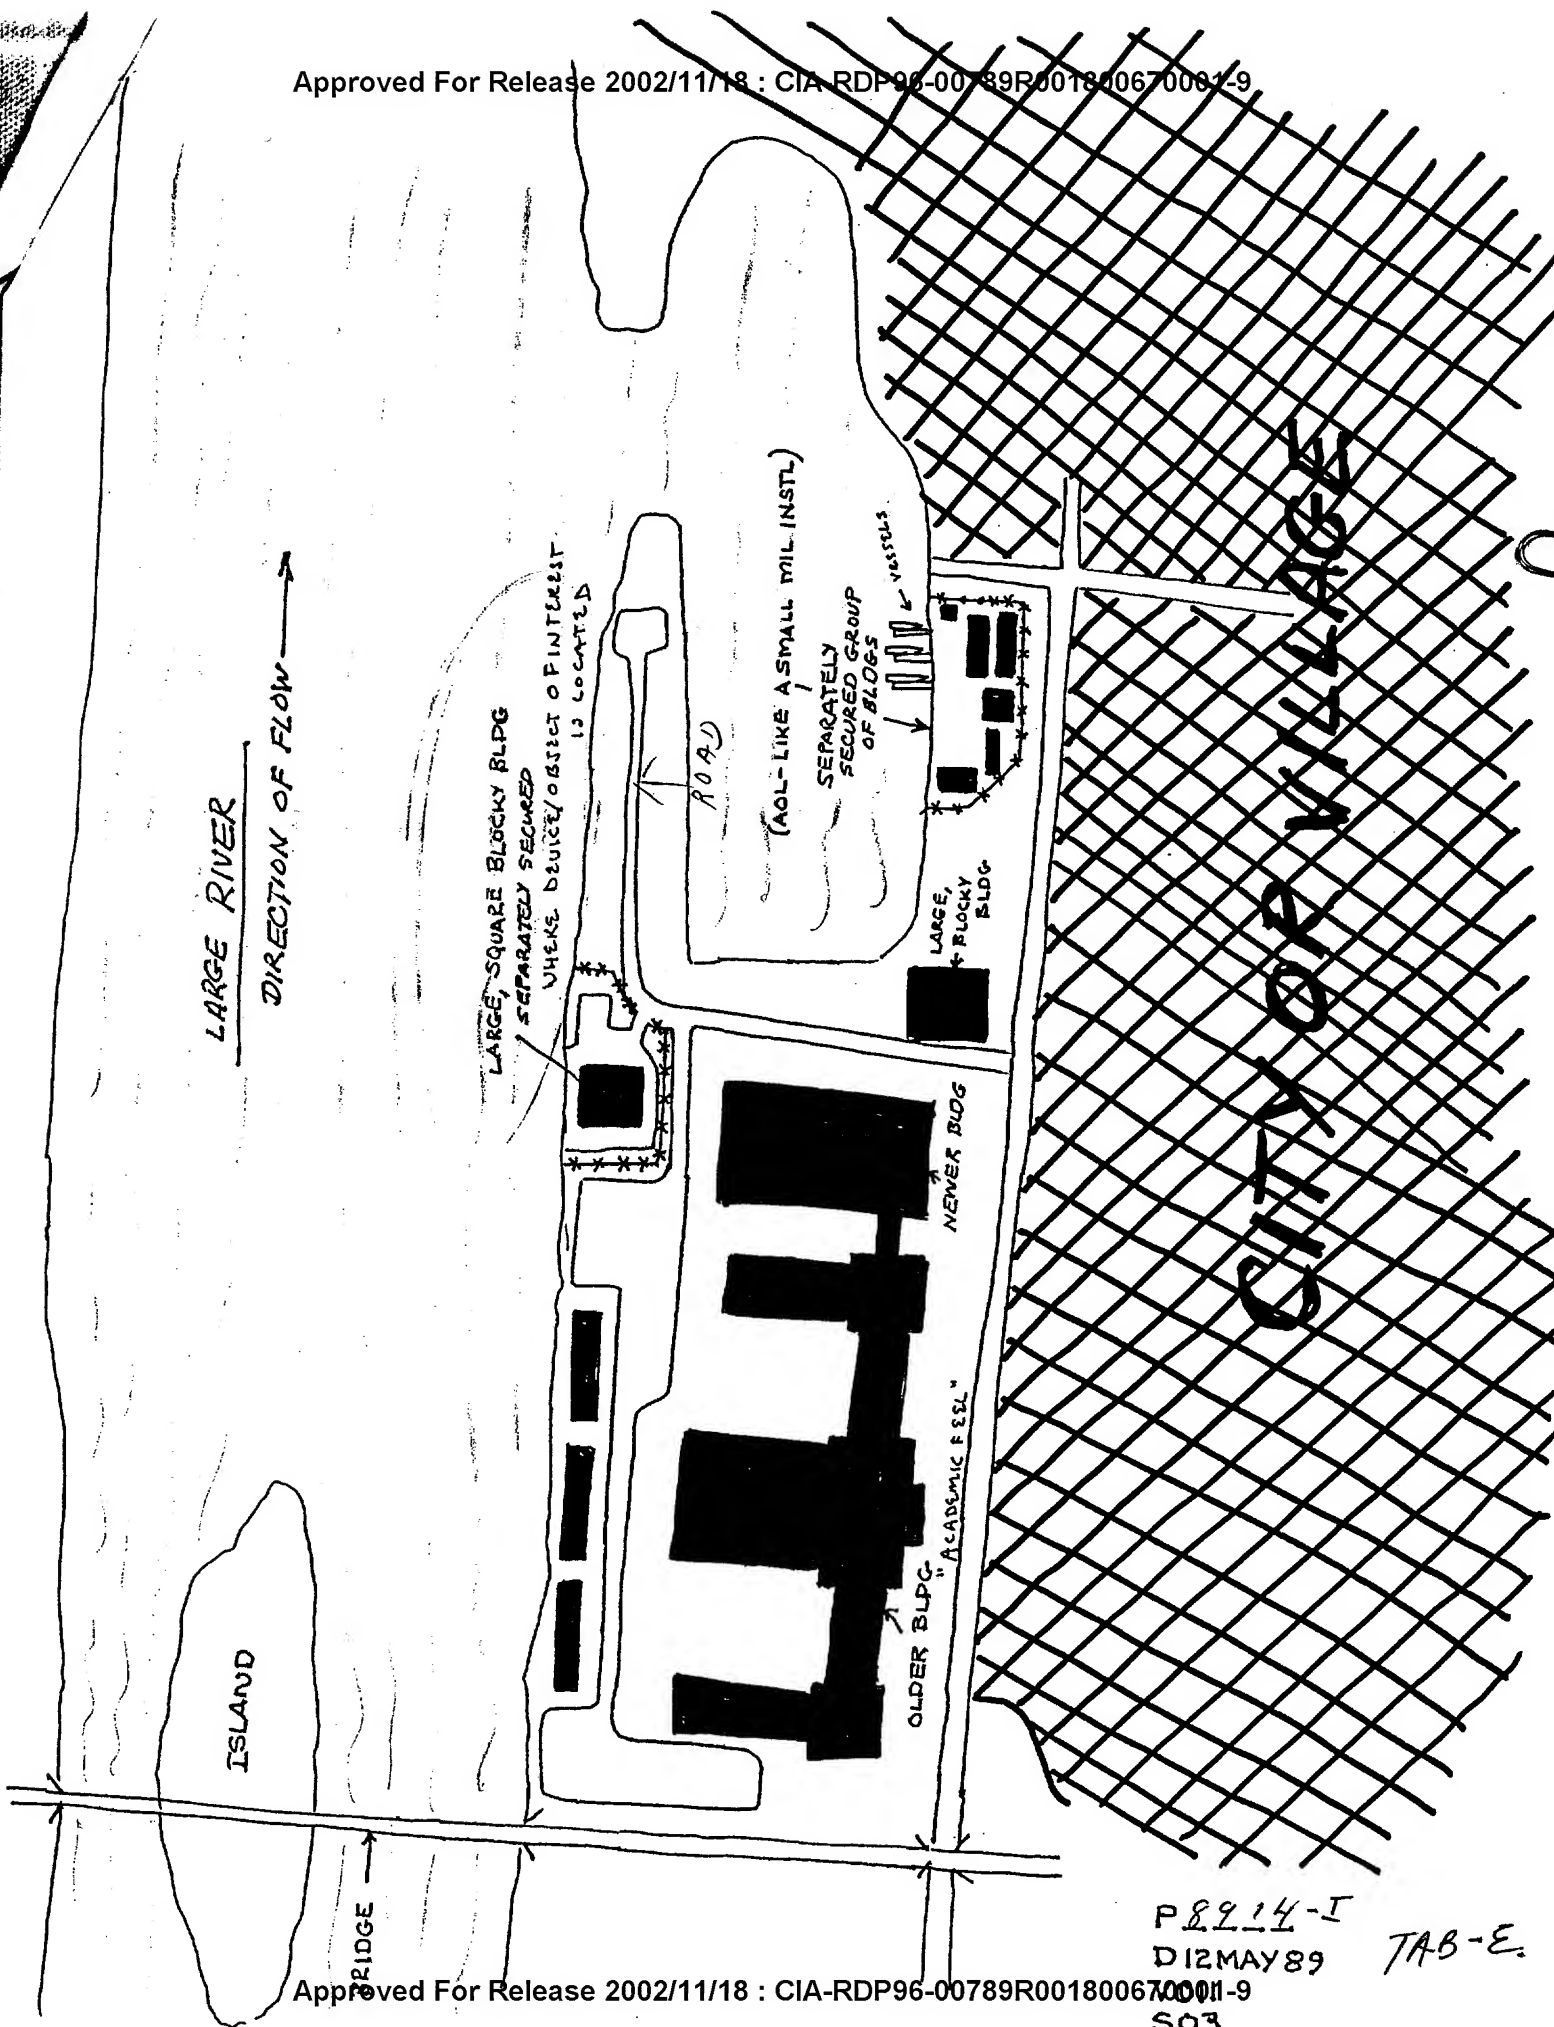 Approved For Release 2002/11/18 : CIA-RDP96-00789R001800670001-9
LARGE RIVER
DIRECTION OF FLOW
LARGE, SQUARE BLOCKY BLDG
SEPARATELY SECURED
WHERE DEVICE/OBJECT OF INTEREST
IS LOCATED
ROAD
(AOL-LIKE A SMALL MIL INSTL)
SEPARATELY
SECURED GROUP
OF BLDGS
VESSELS
LARGE,
BLOCKY
BLDG
NEWER BLDG
OLDER BLDG
"ACADEMIC FEEL"
CITY OR VILLAGE
ISLAND
BRIDGE
P 8914-I
D 12MAY89
TAB-E.
Approved For Release 2002/11/18 : CIA-RDP96-00789R001800670001-9
S03